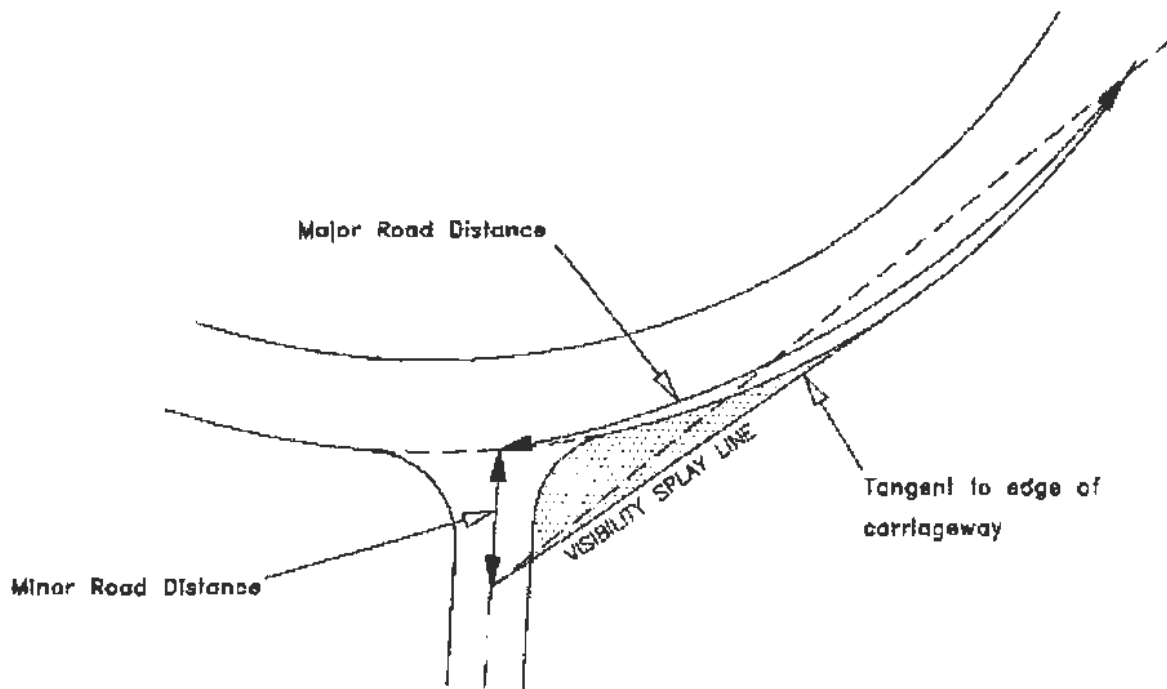 Major Road Distance
VISIBILITY SPLAY LINE
Tangent to edge of
carriageway
Minor Road Distance